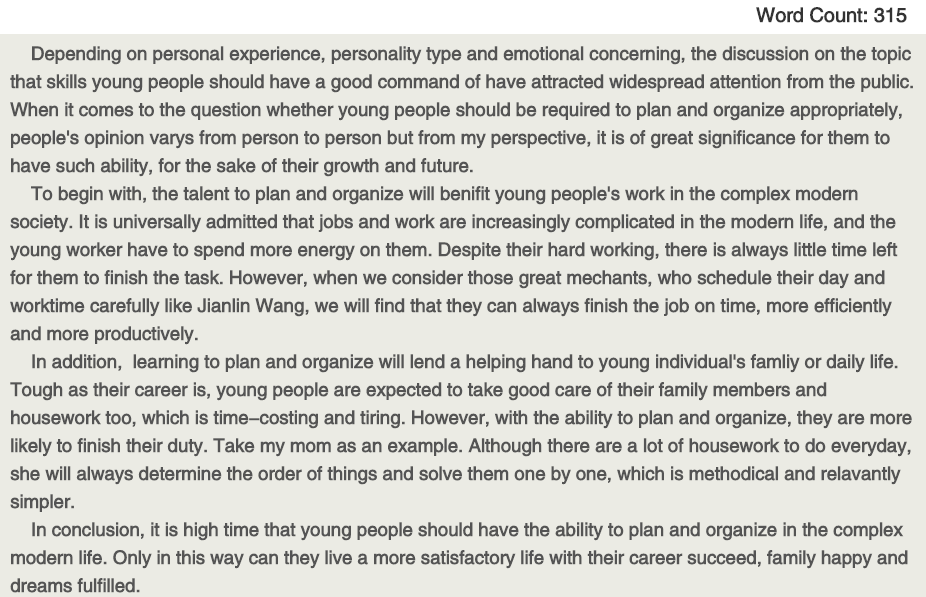 Word Count: 315
Depending on personal experience, personality type and emotional concerning, the discussion on the topic
that skills young people should have a good command of have attracted widespread attention from the public.
When it comes to the question whether young people should be required to plan and organize appropriately,
people's opinion varys from person to person but from my perspective, it is of great significance for them to
have such ability, for the sake of their growth and future.
To begin with, the talent to plan and organize will benifit young people's work in the complex modern
society. It is universally admitted that jobs and work are increasingly complicated in the modern life, and the
young worker have to spend more energy on them. Despite their hard working, there is always little time left
for them to finish the task. However, when we consider those great mechants, who schedule their day and
worktime carefully like Jianlin Wang, we will find that they can always finish the job on time, more efficiently
and more productively.
In addition,  learning to plan and organize will lend a helping hand to young individual's famliy or daily life.
Tough as their career is, young people are expected to take good care of their family members and
housework too, which is time–costing and tiring. However, with the ability to plan and organize, they are more
likely to finish their duty. Take my mom as an example. Although there are a lot of housework to do everyday,
she will always determine the order of things and solve them one by one, which is methodical and relavantly
simpler.
In conclusion, it is high time that young people should have the ability to plan and organize in the complex
modern life. Only in this way can they live a more satisfactory life with their career succeed, family happy and
dreams fulfilled.